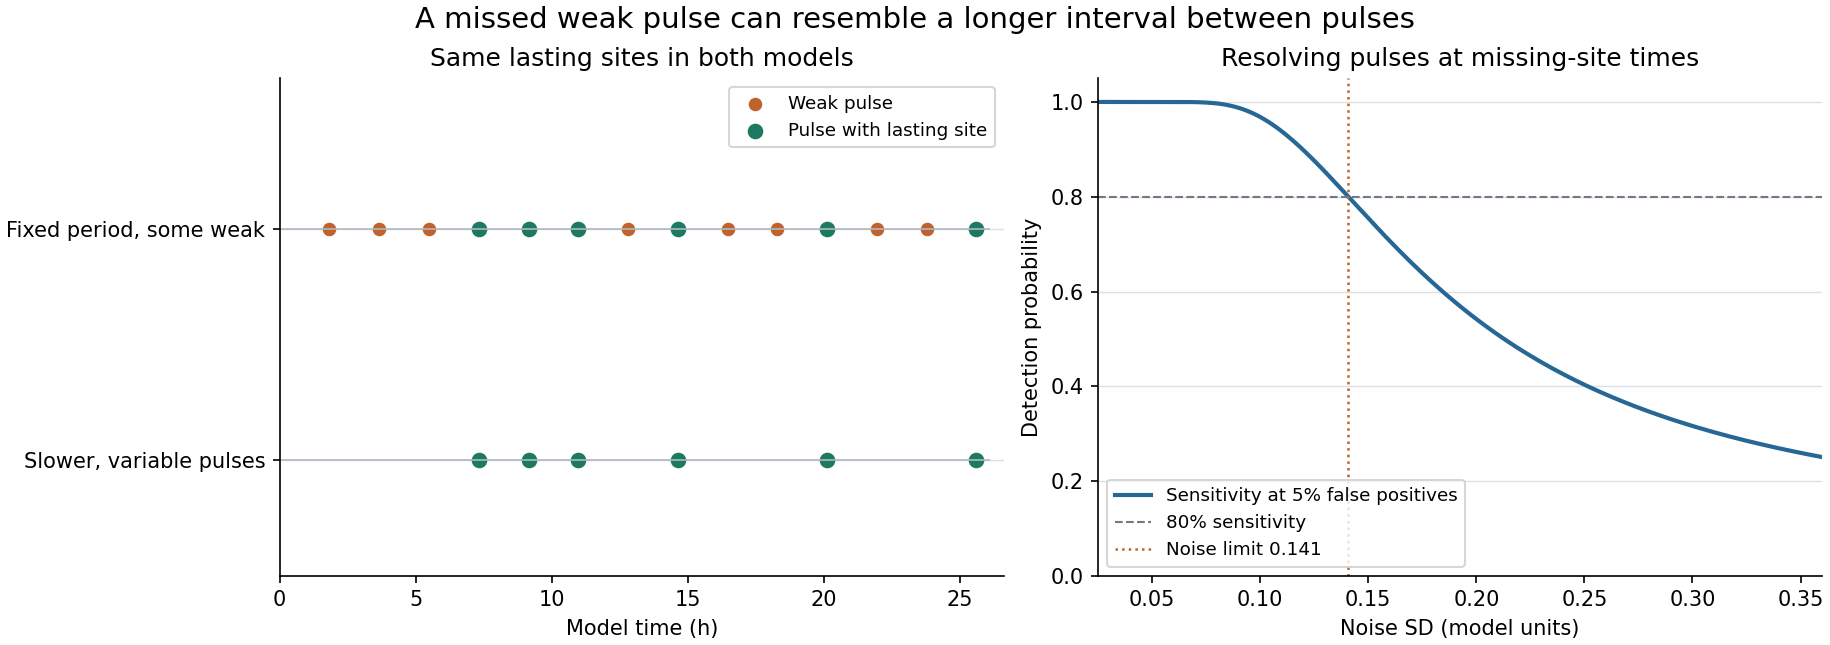 A missed weak pulse can resemble a longer interval between pulses
Same lasting sites in both models
Weak pulse
Pulse with lasting site
Fixed period, some weak
Slower, variable pulses
0 5 10 15 20 25
Model time (h)
Resolving pulses at missing-site times
Detection probability
1.0
0.8
0.6
0.4
0.2
0.0
Sensitivity at 5% false positives
80% sensitivity
Noise limit 0.141
0.05 0.10 0.15 0.20 0.25 0.30 0.35
Noise SD (model units)